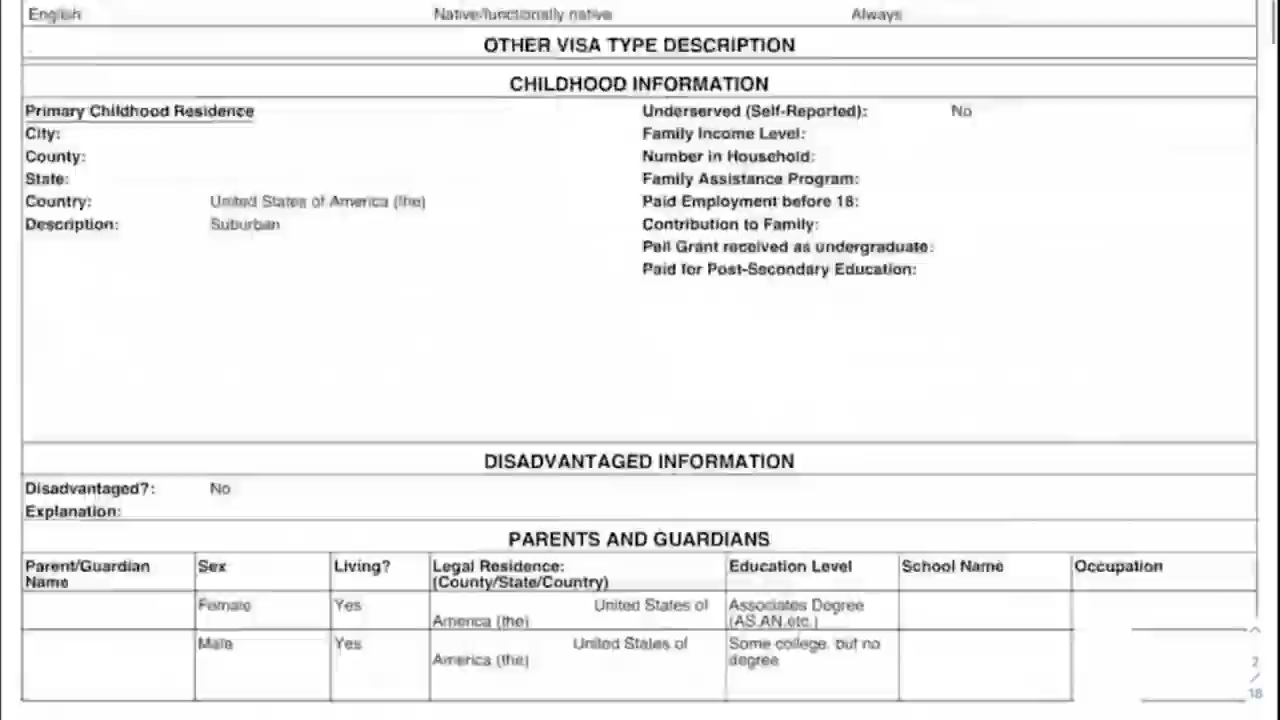 English Native/functionally native Always
OTHER VISA TYPE DESCRIPTION
CHILDHOOD INFORMATION
Primary Childhood Residence
City:
County:
State:
Country: United States of America (the)
Description: Suburban
Underserved (Self-Reported): No
Family Income Level:
Number in Household:
Family Assistance Program:
Paid Employment before 18:
Contribution to Family:
Pell Grant received as undergraduate:
Paid for Post-Secondary Education:
DISADVANTAGED INFORMATION
Disadvantaged?: No
Explanation:
PARENTS AND GUARDIANS
Parent/Guardian Sex Living? Legal Residence: Education Level School Name Occupation
Name (County/State/Country)
Female Yes United States of Associates Degree
America (the) (AS,AN,etc.)
Male Yes United States of Some college, but no
America (the) degree
2
/
18